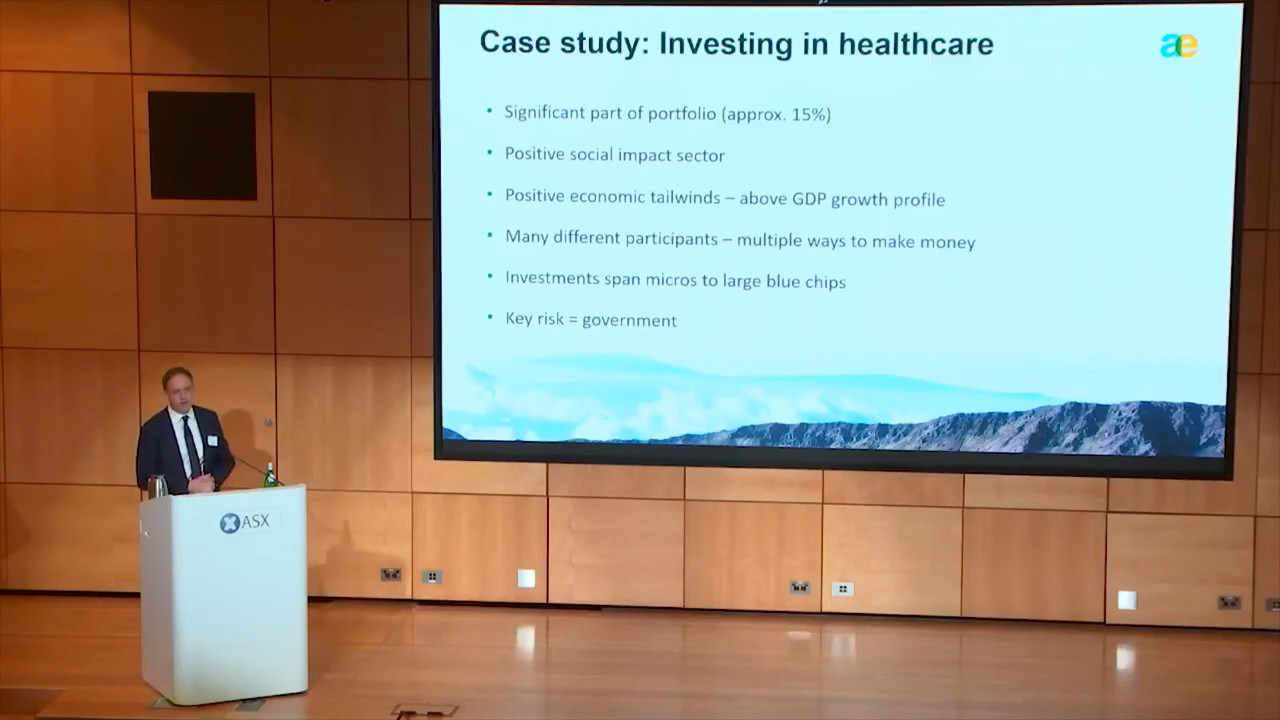 Case study: Investing in healthcare
ae
• Significant part of portfolio (approx. 15%)
• Positive social impact sector
• Positive economic tailwinds – above GDP growth profile
• Many different participants – multiple ways to make money
• Investments span micros to large blue chips
• Key risk = government
ASX